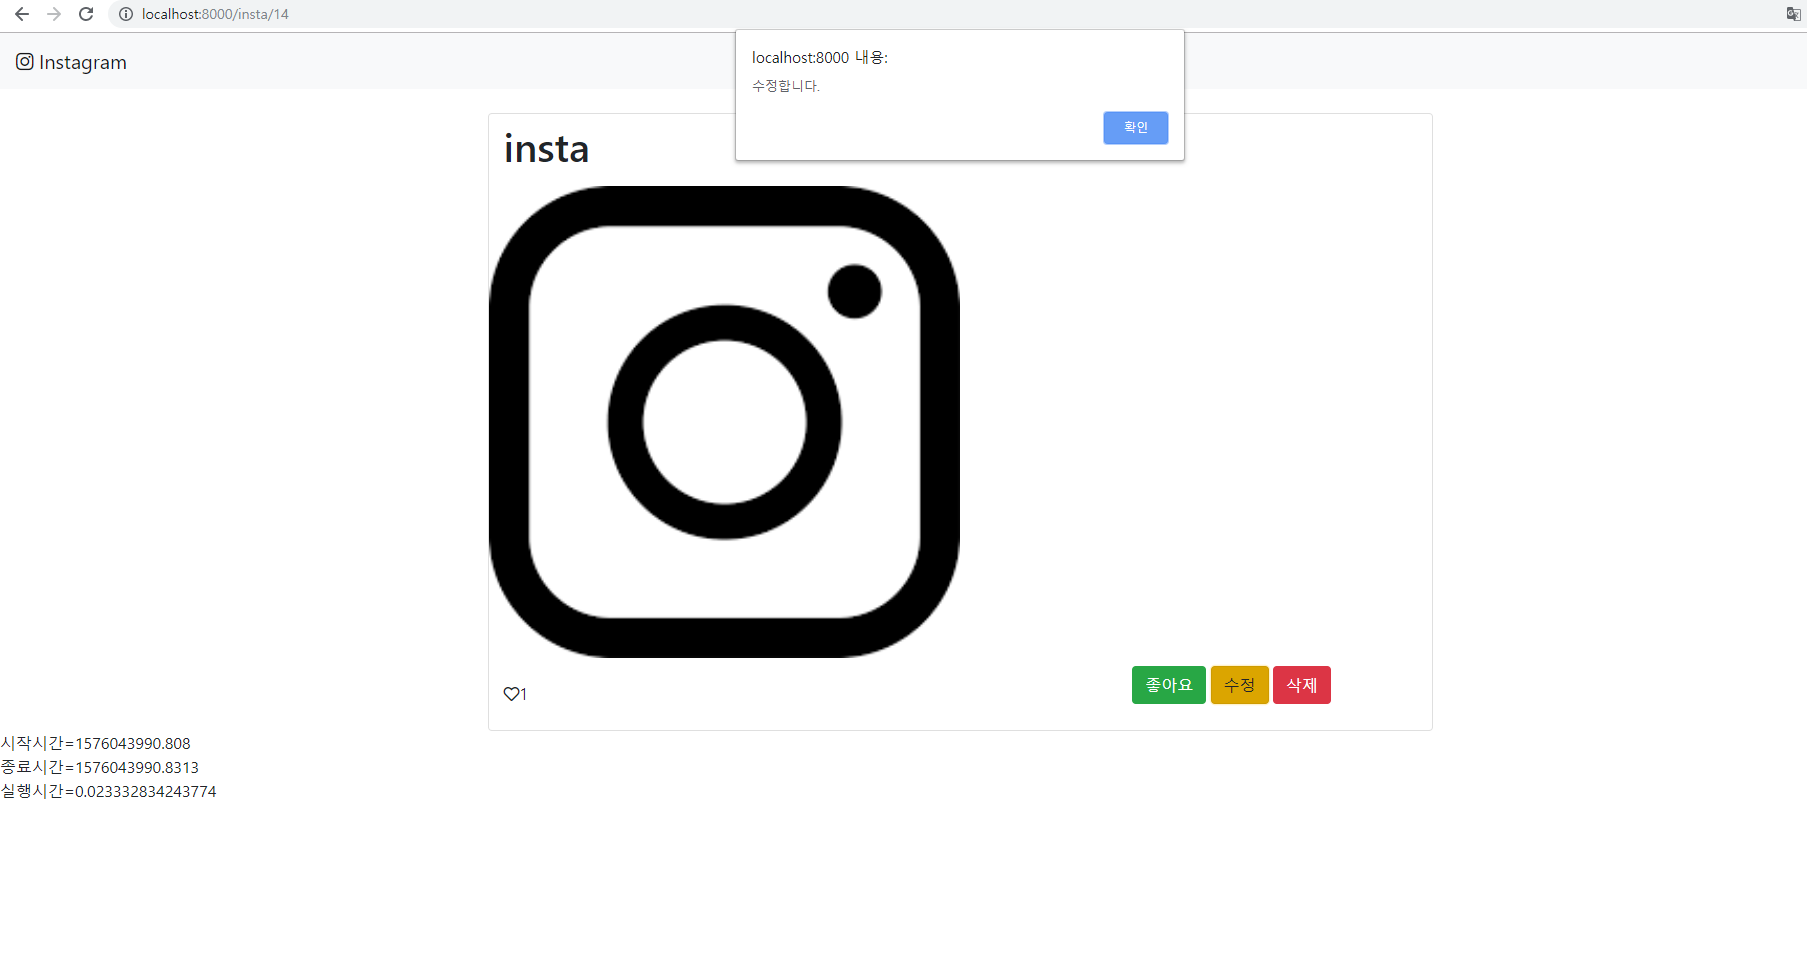 localhost:8000/insta/14
Instagram
localhost:8000 내용:
수정합니다.
확인
insta
1
좋아요 수정 삭제
시작시간=1576043990.808
종료시간=1576043990.8313
실행시간=0.023332834243774